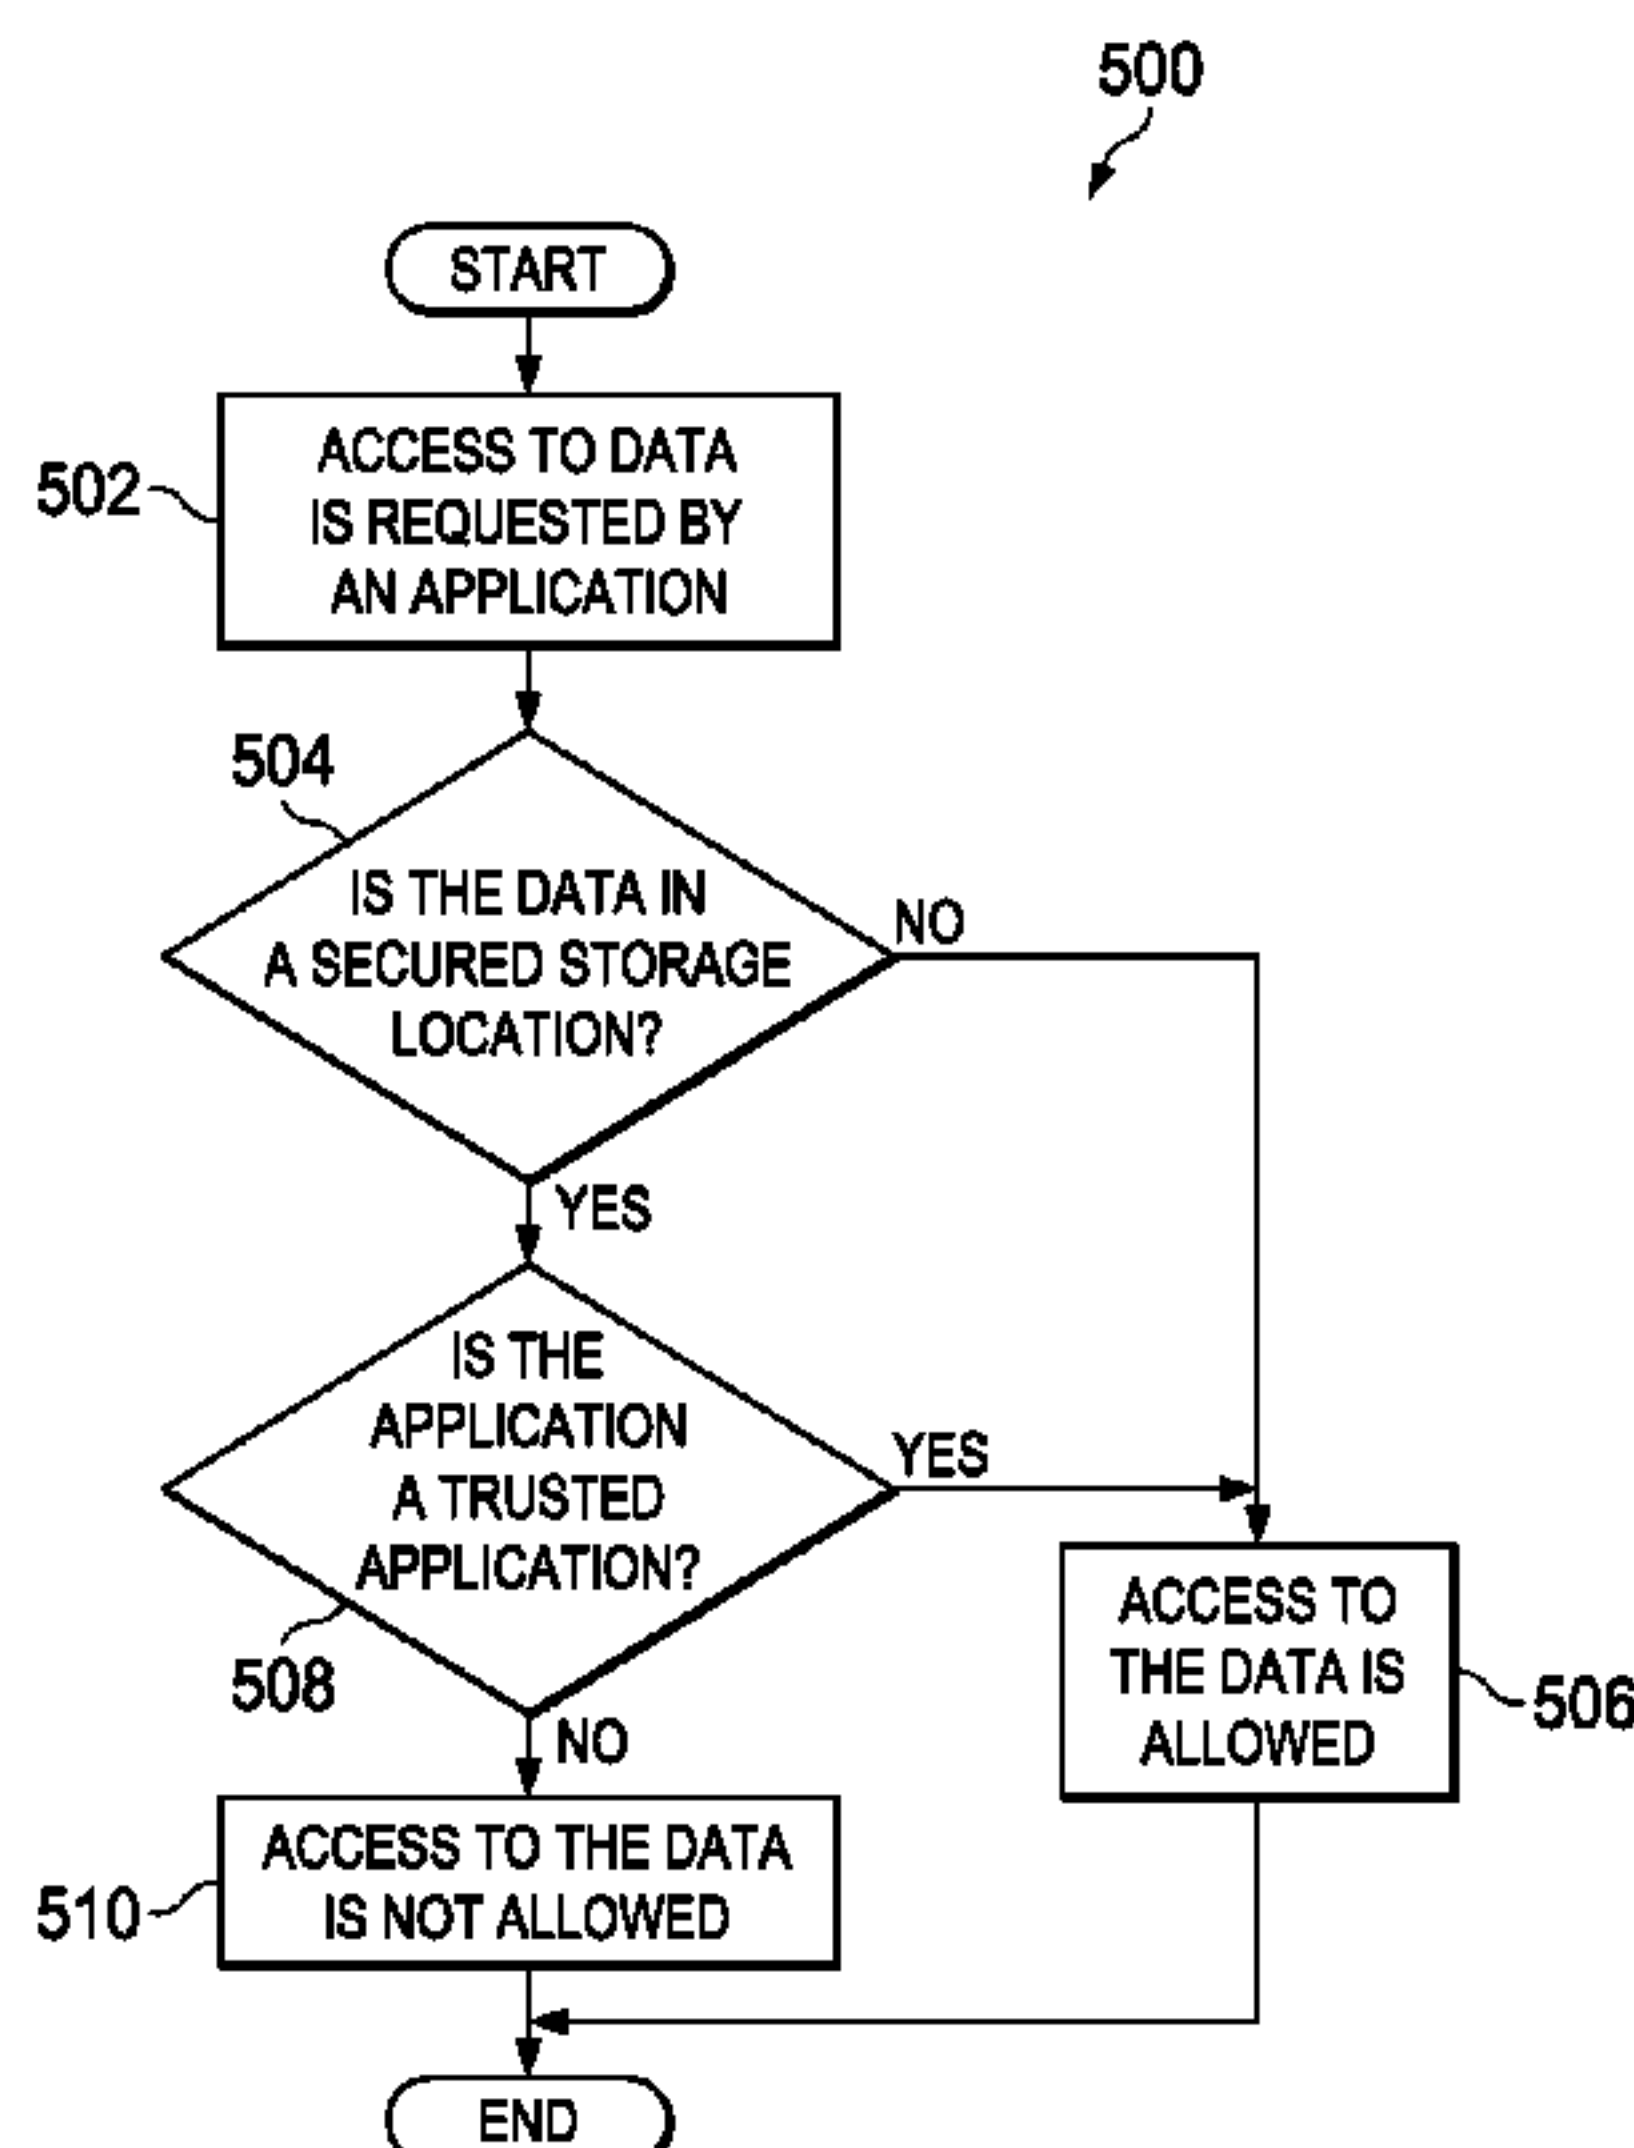 500
START
502
ACCESS TO DATA
IS REQUESTED BY
AN APPLICATION
504
IS THE DATA IN
A SECURED STORAGE
LOCATION?
NO
YES
IS THE
APPLICATION
A TRUSTED
APPLICATION?
YES
508
NO
ACCESS TO
THE DATA IS
ALLOWED
506
510
ACCESS TO THE DATA
IS NOT ALLOWED
END